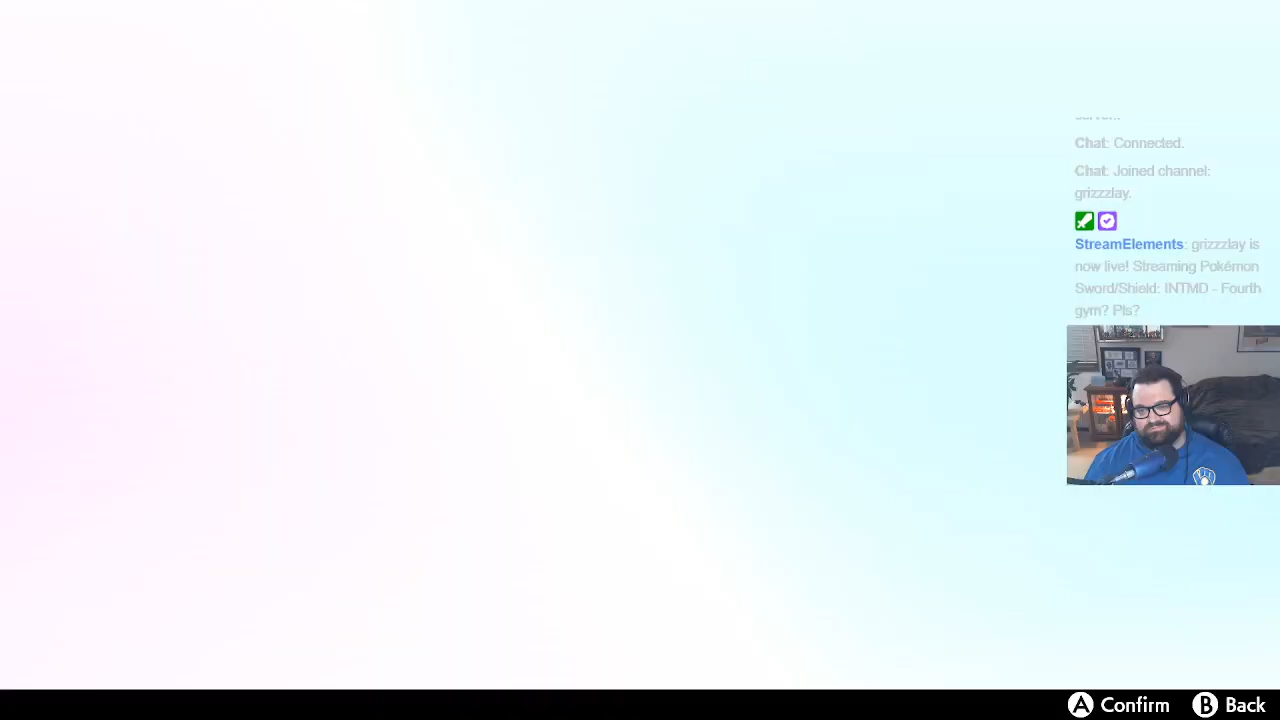 Chat: Connected.
Chat: Joined channel:
grizzzlay.
StreamElements: grizzzlay is
now live! Streaming Pokémon
Sword/Shield: INTMD - Fourth
gym? Pls?
A Confirm B Back